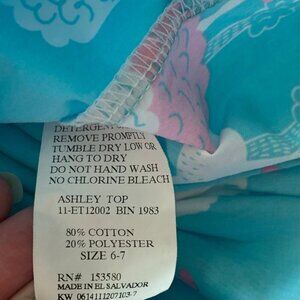 DETERGENT
REMOVE PROMPTLY
TUMBLE DRY LOW OR
HANG TO DRY
DO NOT HAND WASH
NO CHLORINE BLEACH
ASHLEY TOP
11-ET12002 BIN 1983
80% COTTON
20% POLYESTER
SIZE 6-7
RN# 153580
MADE IN EL SALVADOR
KW 0614111207103-7